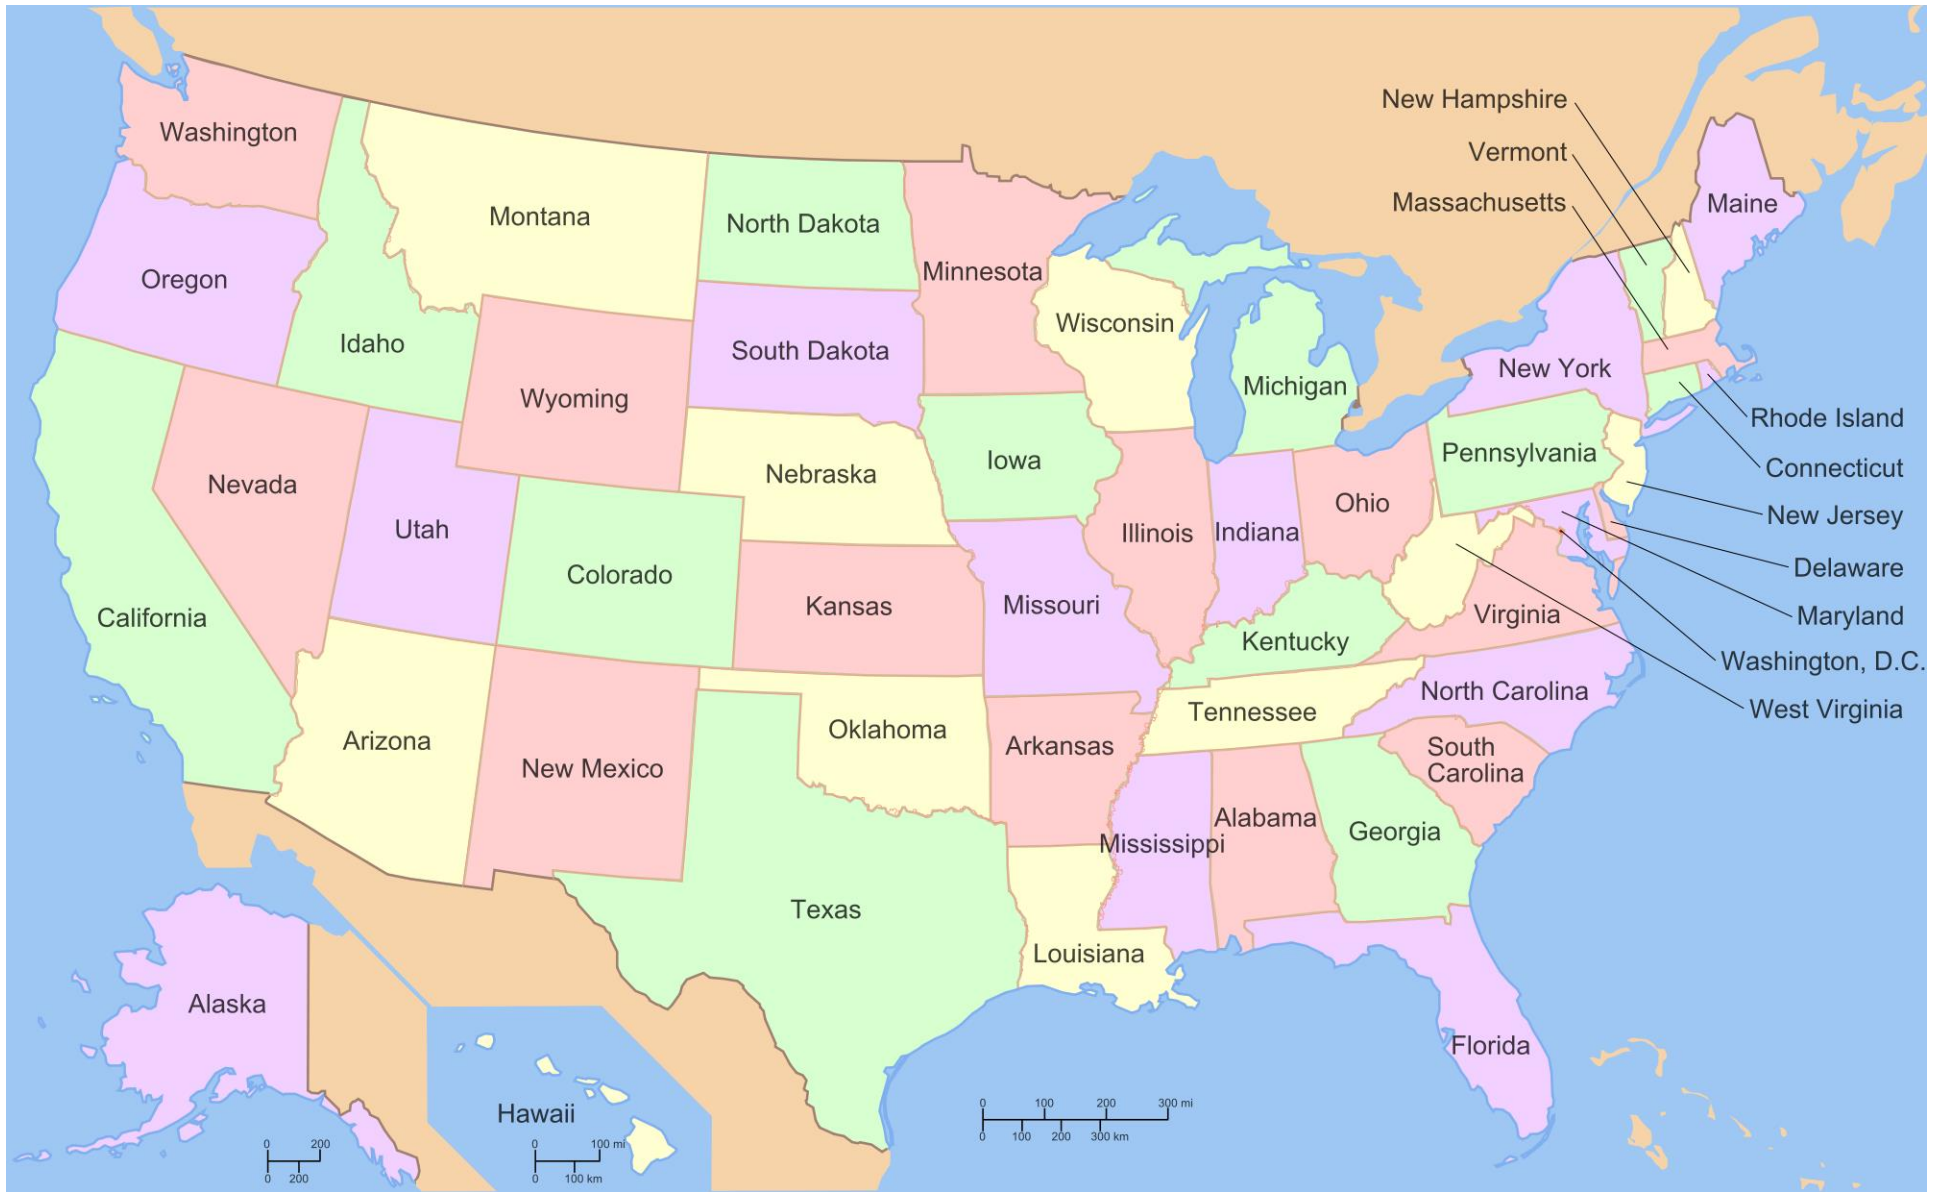 New Hampshire
Washington
Vermont
Massachusetts
Maine
Montana
North Dakota
Minnesota
Oregon
Wisconsin
Idaho
South Dakota
New York
Michigan
Wyoming
Rhode Island
Pennsylvania
Iowa
Connecticut
Nebraska
Nevada
Ohio
New Jersey
Utah
Illinois
Indiana
Colorado
Delaware
Kansas
Missouri
California
Virginia
Maryland
Kentucky
Washington, D.C.
North Carolina
West Virginia
Tennessee
Oklahoma
Arizona
Arkansas
South
Carolina
New Mexico
Alabama
Georgia
Mississippi
Texas
Louisiana
Alaska
Florida
Hawaii
0 100 200 300 mi
0 100 200 300 km
0 200
0 200
0 100 mi
0 100 km